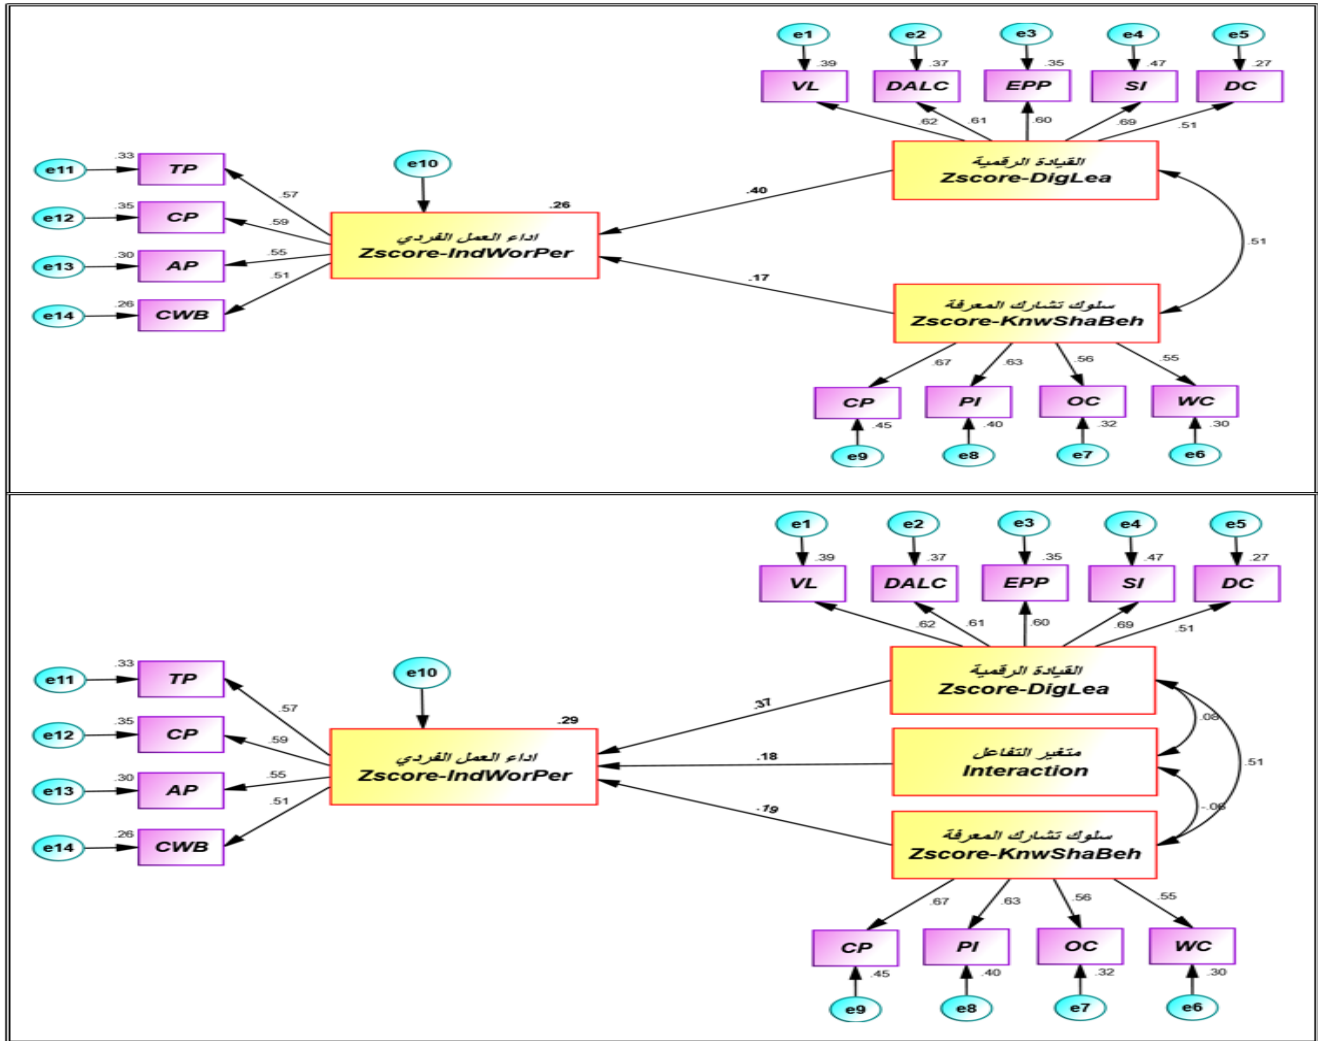 e1 e2 e3 e4 e5
.39 .37 .35 .47 .27
VL DALC EPP SI DC
.62 .61 .60 .69 .51
القيادة الرقمية
Zscore-DigLea
e10
.33
e11 TP
.57
.40
.35
e12 CP
.59
.26
اداء العمل الفردي
Zscore-IndWorPer
.51
.30
e13 AP
.55
.17
.51
.26
e14 CWB
سلوك تشارك المعرفة
Zscore-KnwShaBeh
.67 .63 .56 .55
CP PI OC WC
.45 .40 .32 .30
e9 e8 e7 e6
e1 e2 e3 e4 e5
.39 .37 .35 .47 .27
VL DALC EPP SI DC
.62 .61 .60 .69 .51
القيادة الرقمية
Zscore-DigLea
e10
.33
e11 TP
.57
.37
.08
.35
e12 CP
.59
.29
اداء العمل الفردي
Zscore-IndWorPer
.18
متغير التفاعل
Interaction
.51
.30
e13 AP
.55
.19
-.06
.51
.26
e14 CWB
سلوك تشارك المعرفة
Zscore-KnwShaBeh
.67 .63 .56 .55
CP PI OC WC
.45 .40 .32 .30
e9 e8 e7 e6